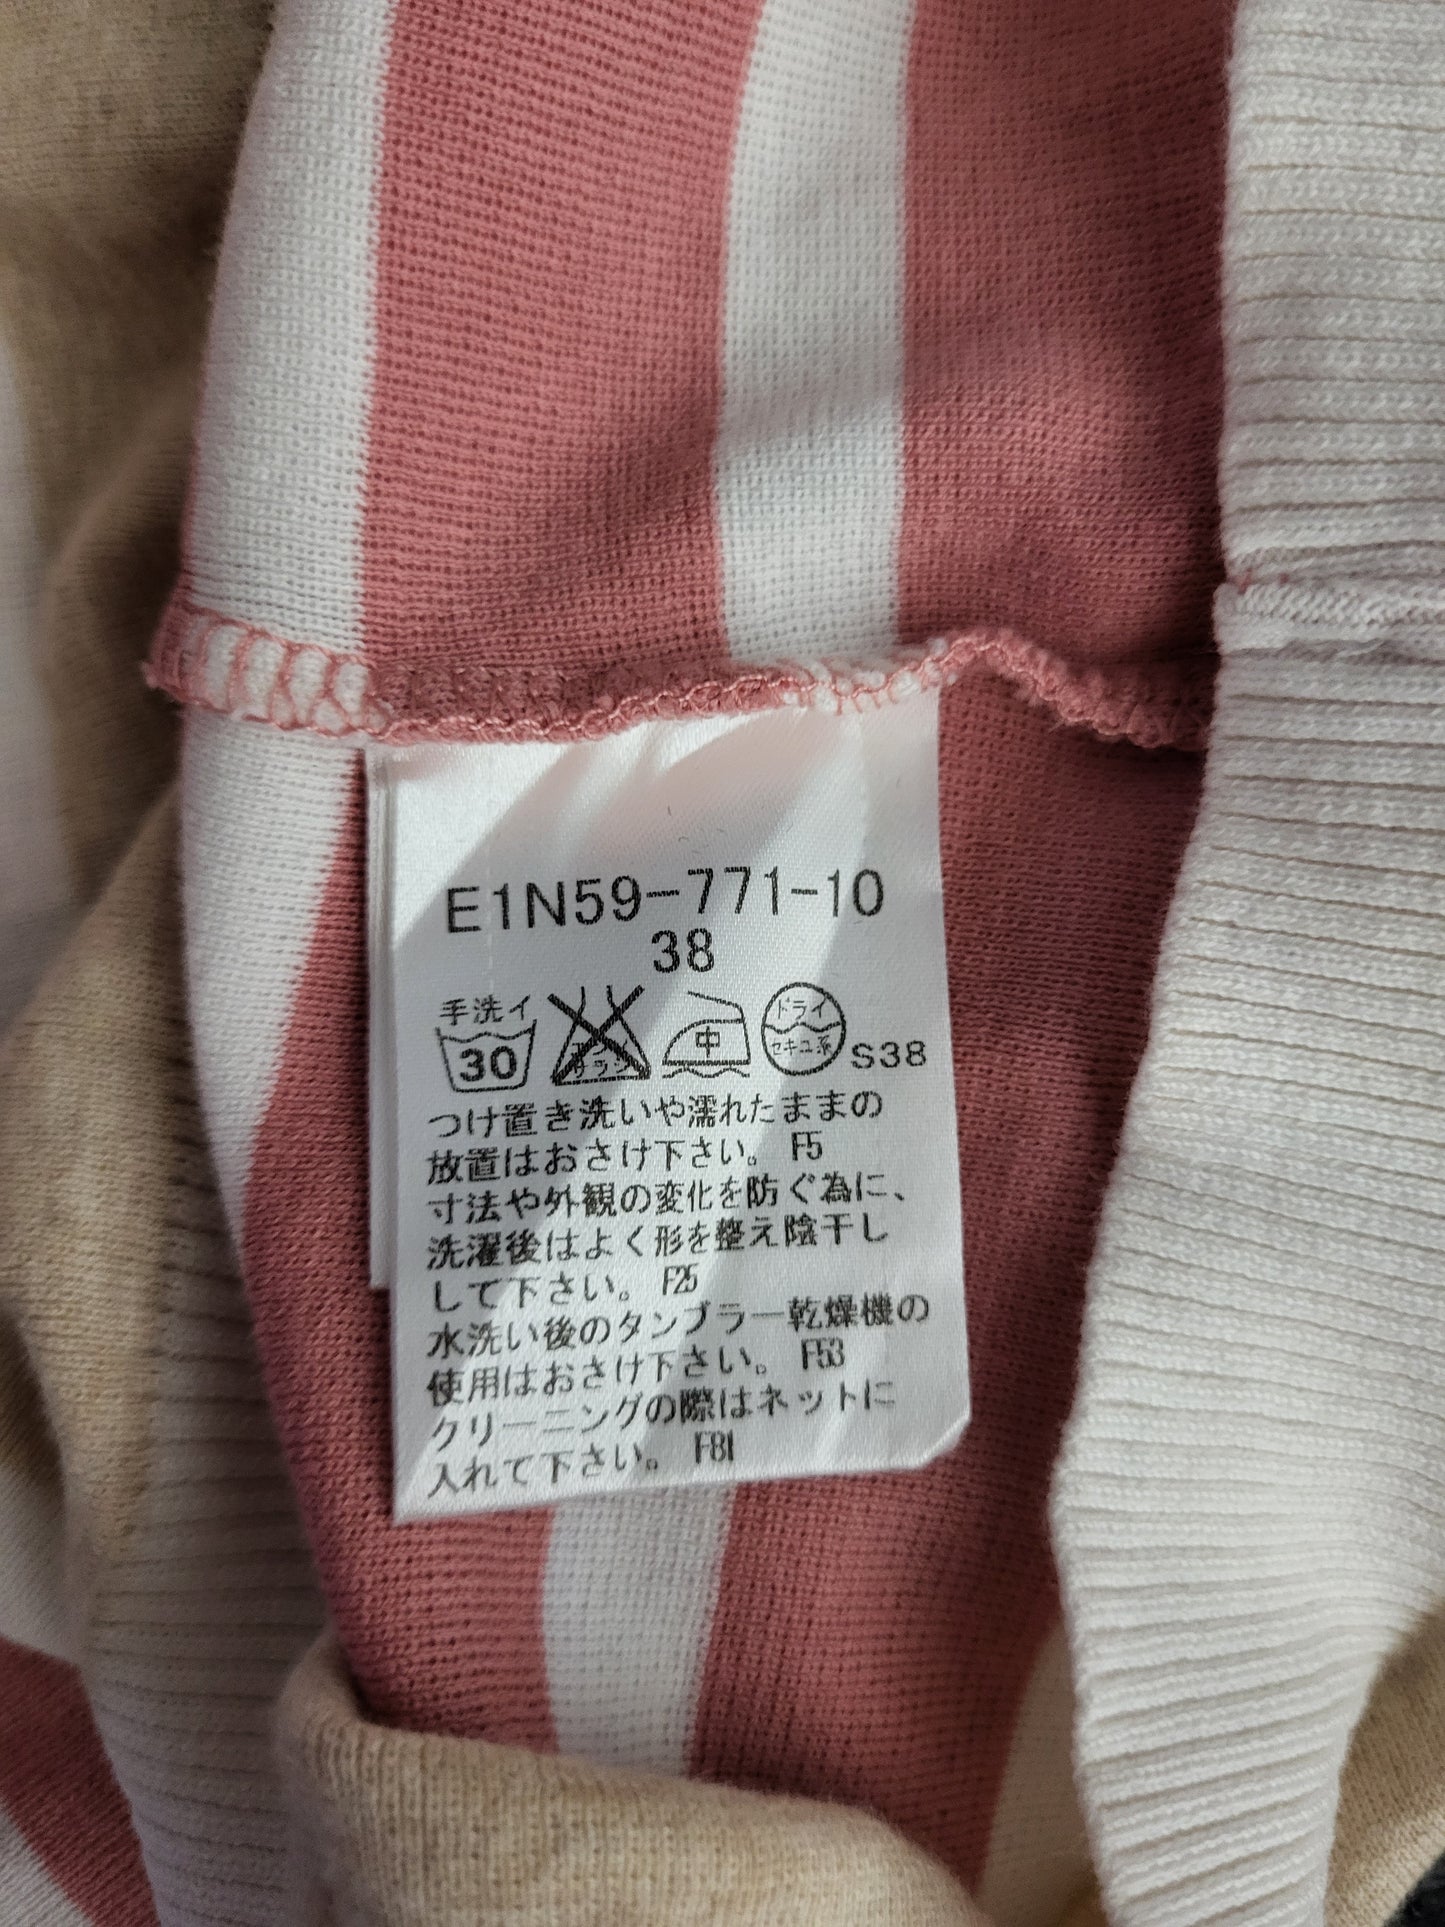 E1N59-771-10
38
手洗イ
30
エンソ
サラシ
中
ドライ
セキユ系
S38
つけ置き洗いや濡れたままの
放置はおさけ下さい。 F5
寸法や外観の変化を防ぐ為に、
洗濯後はよく形を整え陰干し
して下さい。 F25
水洗い後のタンブラー乾燥機の
使用はおさけ下さい。 F53
クリーニングの際はネットに
入れて下さい。 F81